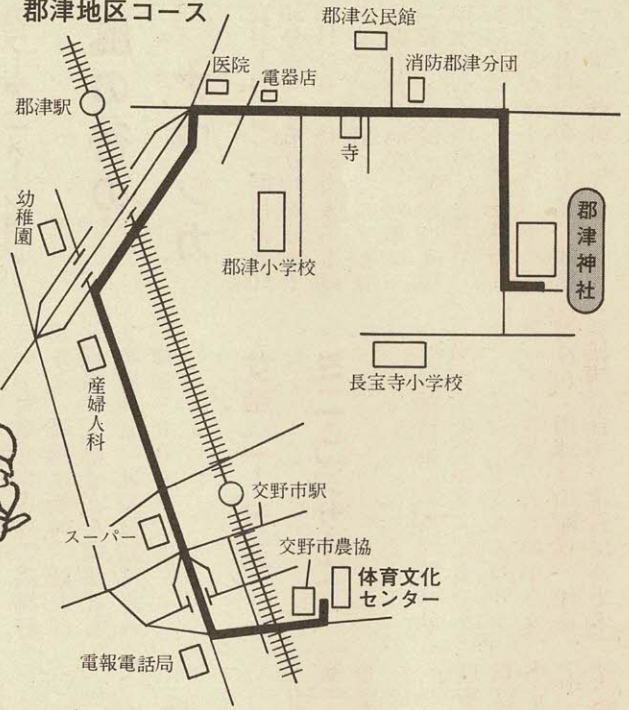 郡津地区コース
郡津公民館
医院
電器店
消防郡津分団
郡津駅
寺
幼稚園
郡津小学校
郡津神社
長宝寺小学校
産婦人科
交野市駅
スーパー
交野市農協
体育文化
センター
電報電話局